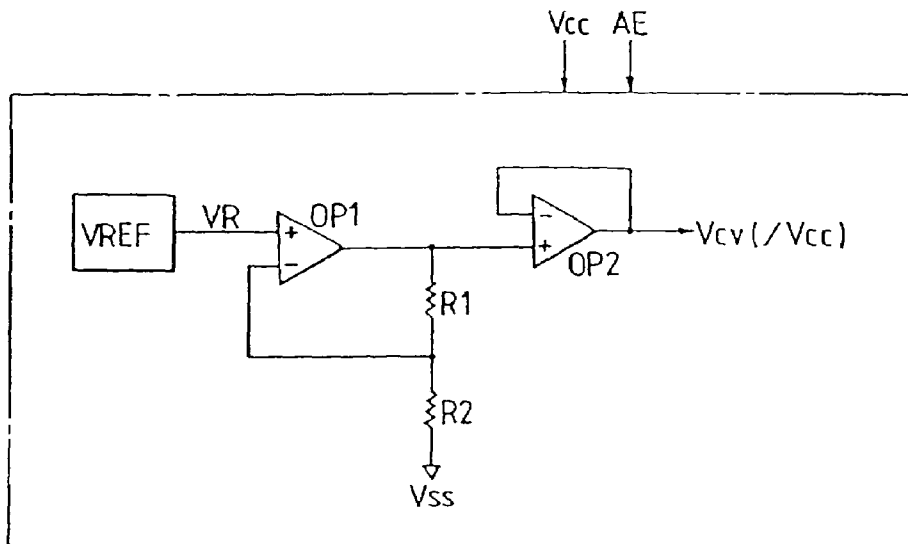 Vcc AE
VREF
VR
+
−
OP1
−
+
OP2
Vcv(/Vcc)
R1
R2
Vss